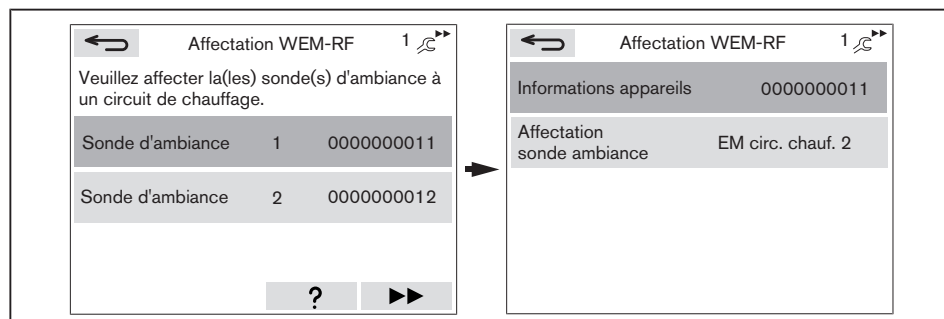 Affectation WEM-RF 1
Veuillez affecter la(les) sonde(s) d'ambiance à
un circuit de chauffage.
Sonde d'ambiance 1 0000000011
Sonde d'ambiance 2 0000000012
?
Affectation WEM-RF 1
Informations appareils 0000000011
Affectation
sonde ambiance EM circ. chauf. 2